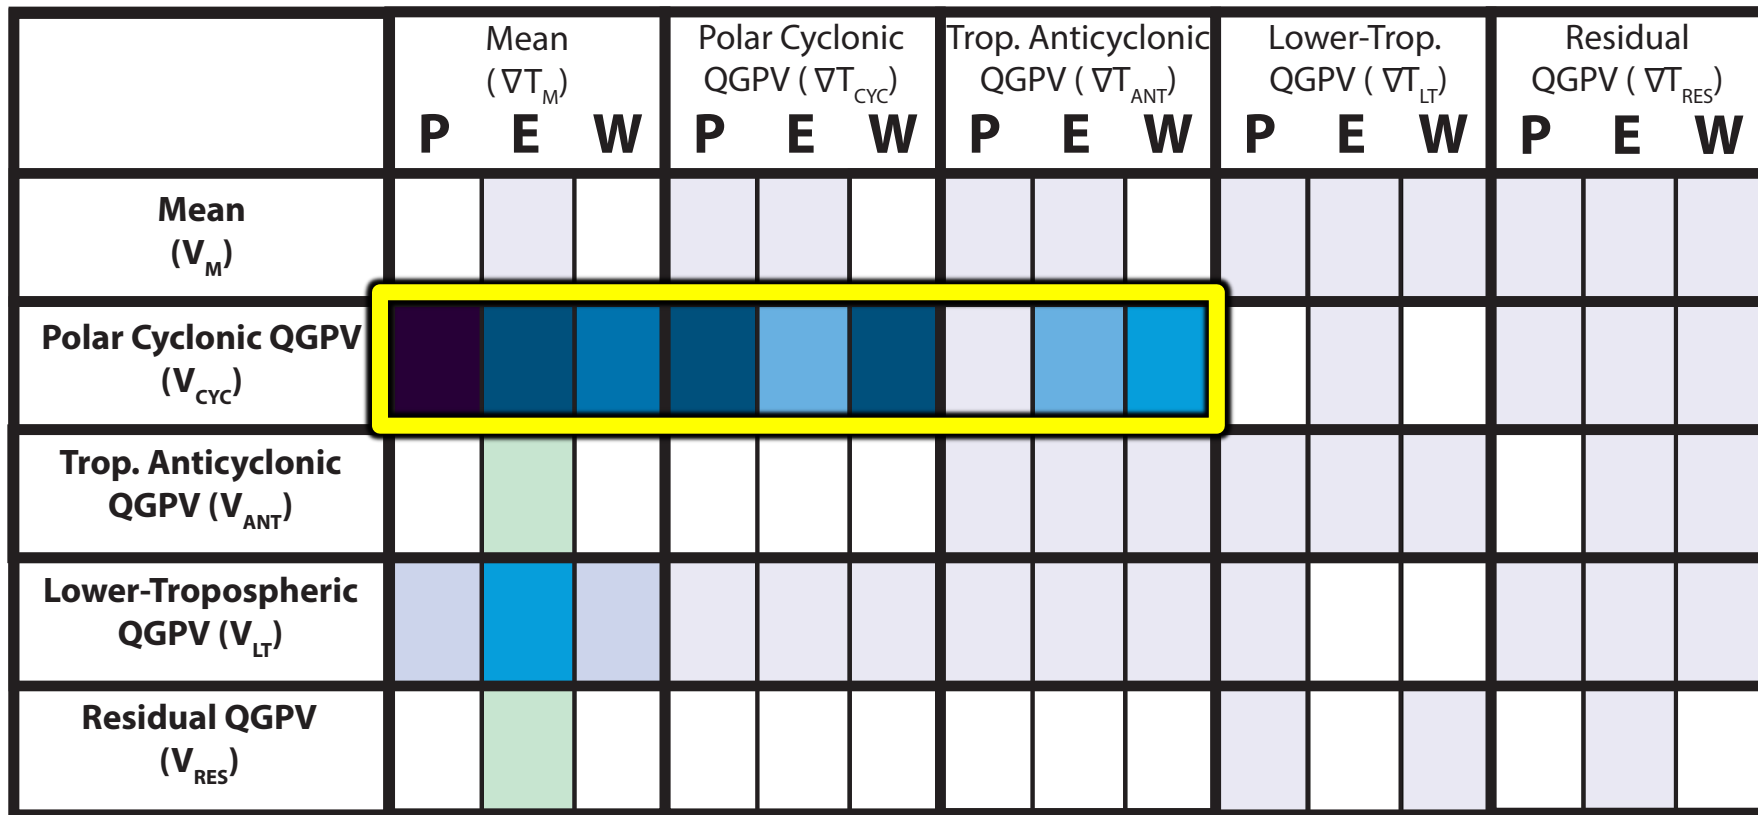 Mean
(∇T_M)
P E W
Polar Cyclonic
QGPV (∇T_CYC)
P E W
Trop. Anticyclonic
QGPV (∇T_ANT)
P E W
Lower-Trop.
QGPV (∇T_LT)
P E W
Residual
QGPV (∇T_RES)
P E W
Mean
(V_M)
Polar Cyclonic QGPV
(V_CYC)
Trop. Anticyclonic
QGPV (V_ANT)
Lower-Tropospheric
QGPV (V_LT)
Residual QGPV
(V_RES)